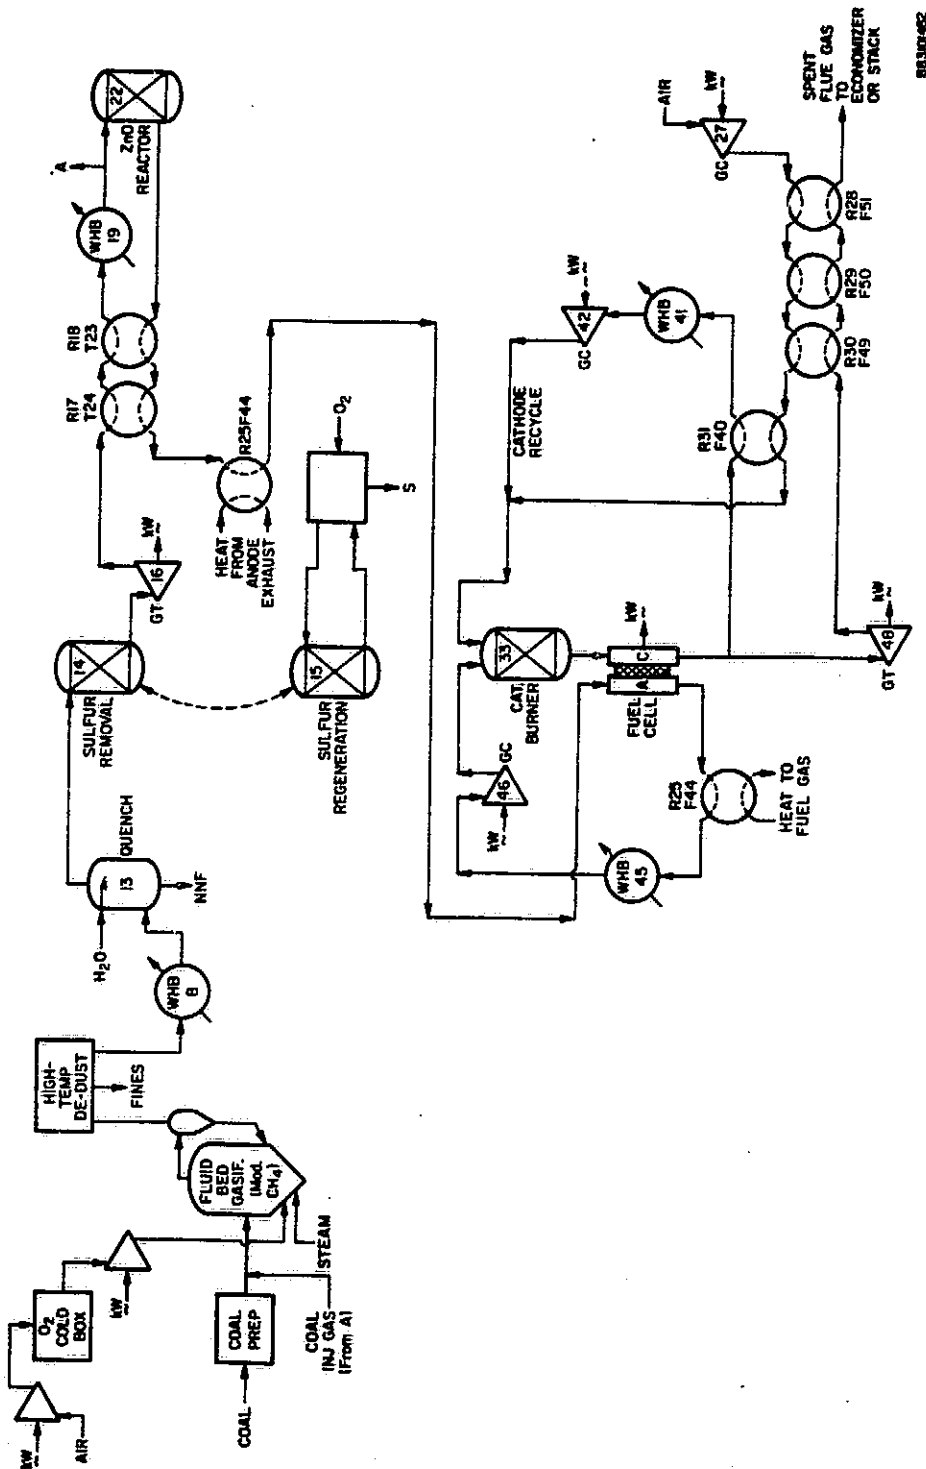 kW
AIR
O2
COLD
BOX
kW
COAL
COAL
PREP
COAL
INJ GAS
(From A)
STEAM
FLUID
BED
GASIF.
(Mod.
CH4)
HIGH-
TEMP
DE-DUST
FINES
WHB
8
H2O
13
QUENCH
NNF
SULFUR
REMOVAL
14
SULFUR
REGENERATION
15
O2
S
GT
16
kW
R17
T24
R18
T23
WHB
19
A
22
ZnO
REACTOR
HEAT
FROM
ANODE
EXHAUST
R25F44
WHB
45
R25
F44
HEAT TO
FUEL GAS
kW
46
GC
CAT.
BURNER
33
FUEL
CELL
A
C
kW
CATHODE
RECYCLE
GC
42
kW
WHB
41
R31
F40
GT
48
kW
R30
F49
R29
F50
R28
F51
GC
27
AIR
kW
SPENT
FLUE GAS
TO
ECONOMIZER
OR STACK